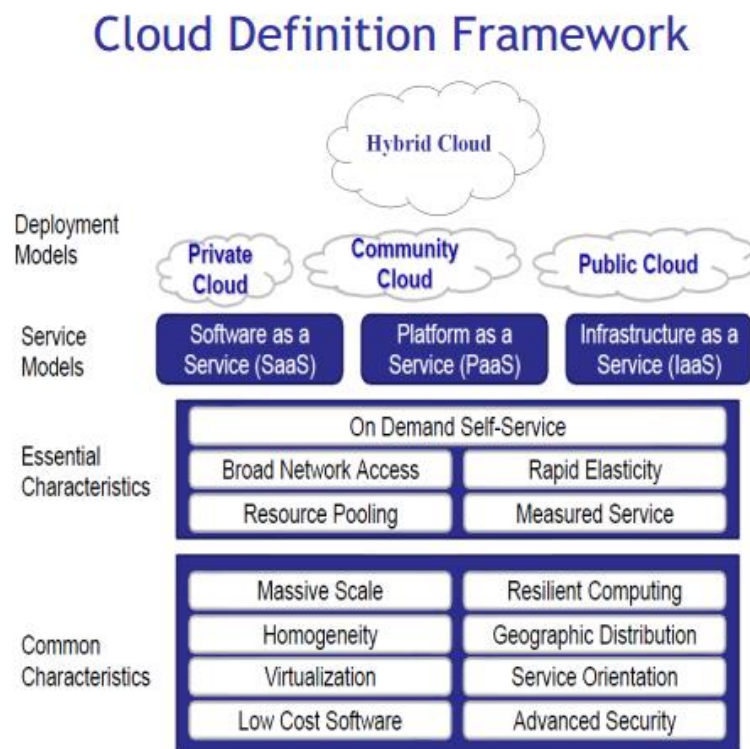 Cloud Definition Framework
Hybrid Cloud
Deployment
Models
Private
Cloud
Community
Cloud
Public Cloud
Service
Models
Software as a
Service (SaaS)
Platform as a
Service (PaaS)
Infrastructure as a
Service (IaaS)
Essential
Characteristics
On Demand Self-Service
Broad Network Access
Rapid Elasticity
Resource Pooling
Measured Service
Common
Characteristics
Massive Scale
Resilient Computing
Homogeneity
Geographic Distribution
Virtualization
Service Orientation
Low Cost Software
Advanced Security